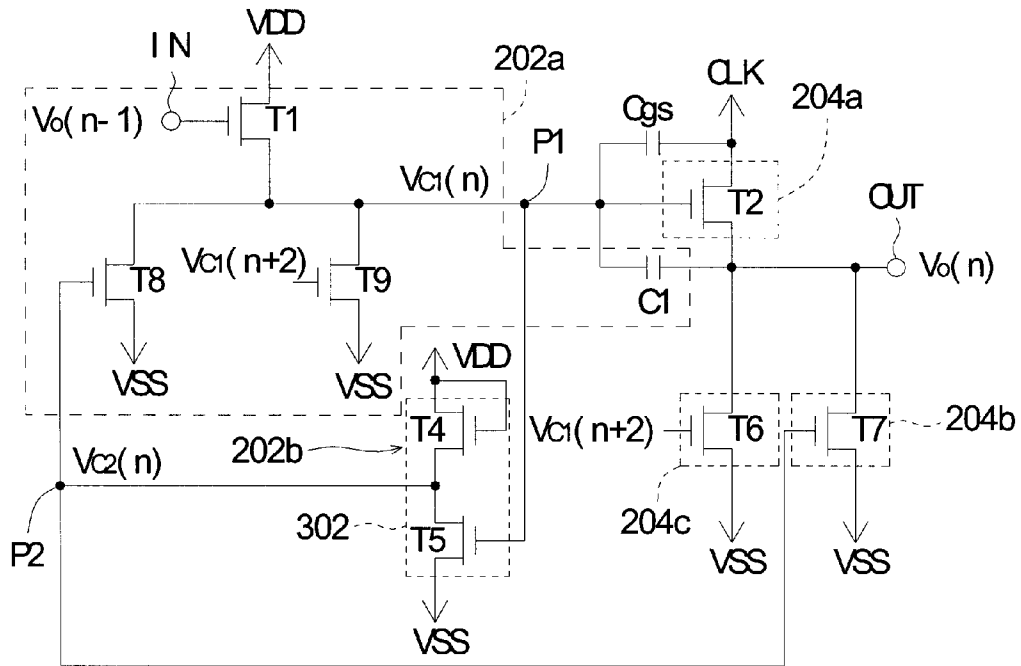 VDD
IN
202a
CLK
204a
Vo(n-1)
T1
Cgs
P1
VC1(n)
T2
OUT
T8
VC1(n+2)
T9
C1
Vo(n)
VSS
VSS
VDD
T4
VC1(n+2)
T6
T7
204b
202b
VC2(n)
302
T5
204c
P2
VSS
VSS
VSS